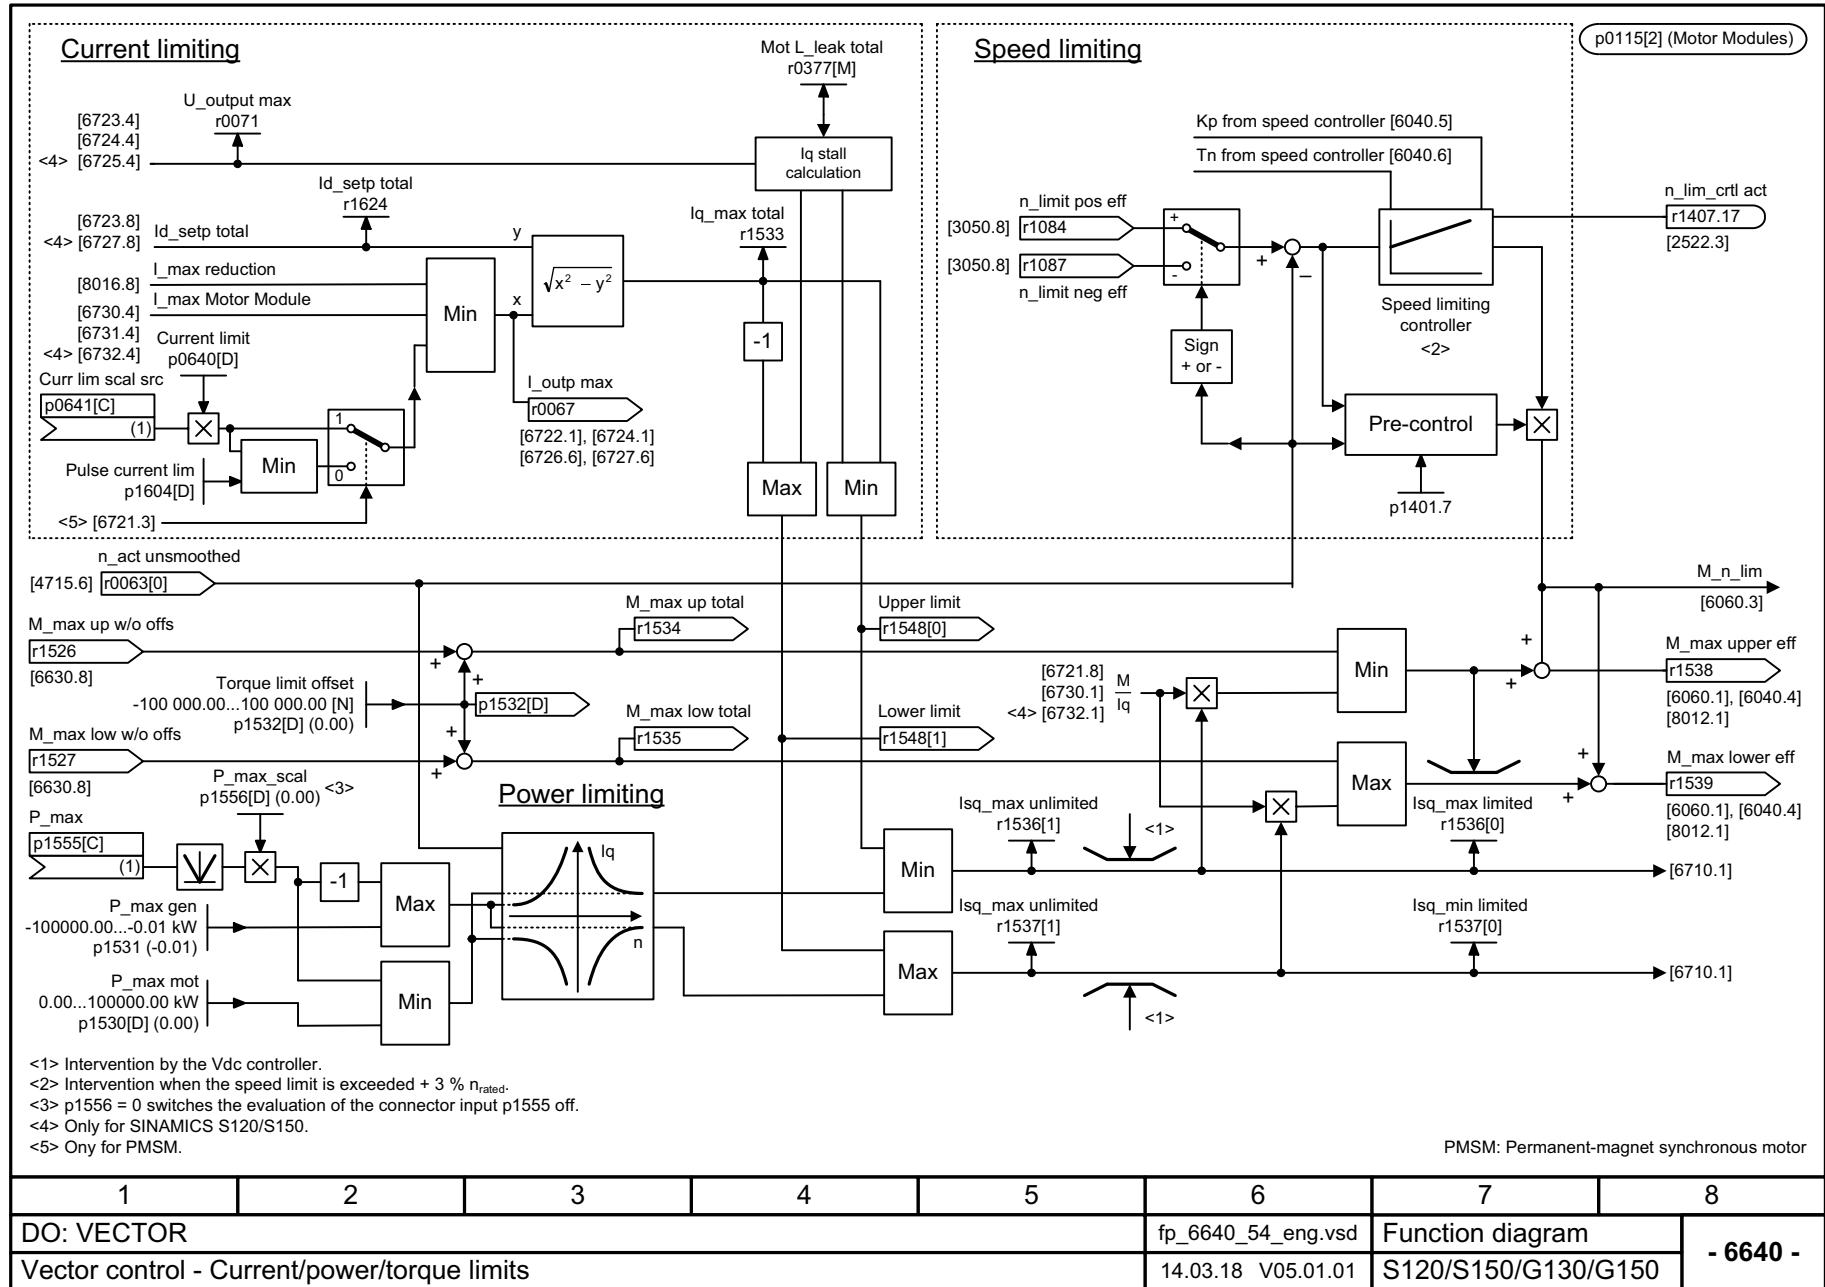 Current limiting
Mot L_leak total
r0377[M]
U_output max
r0071
[6723.4]
[6724.4]
<4> [6725.4]
Iq stall
calculation
Id_setp total
r1624
Iq_max total
r1533
[6723.8]
<4> [6727.8]
Id_setp total
y
√x² – y²
I_max reduction
[8016.8]
I_max Motor Module
[6730.4]
[6731.4]
<4> [6732.4]
Min
x
-1
Current limit
p0640[D]
Curr lim scal src
p0641[C]
(1)
I_outp max
r0067
[6722.1], [6724.1]
[6726.6], [6727.6]
1
0
Min
Pulse current lim
p1604[D]
<5> [6721.3]
Max
Min
Speed limiting
p0115[2] (Motor Modules)
Kp from speed controller [6040.5]
Tn from speed controller [6040.6]
n_limit pos eff
[3050.8]
r1084
[3050.8]
r1087
n_limit neg eff
+
-
+
–
n_lim_crtl act
r1407.17
[2522.3]
Speed limiting
controller
<2>
Sign
+ or -
Pre-control
p1401.7
n_act unsmoothed
[4715.6]
r0063[0]
M_n_lim
[6060.3]
M_max up w/o offs
r1526
[6630.8]
+
+
M_max up total
r1534
Upper limit
r1548[0]
Torque limit offset
-100 000.00...100 000.00 [N]
p1532[D] (0.00)
p1532[D]
[6721.8]
[6730.1]
<4> [6732.1]
M
Iq
Min
+
+
M_max upper eff
r1538
[6060.1], [6040.4]
[8012.1]
M_max low w/o offs
r1527
[6630.8]
+
+
M_max low total
r1535
Lower limit
r1548[1]
Max
+
+
M_max lower eff
r1539
[6060.1], [6040.4]
[8012.1]
P_max_scal
p1556[D] (0.00)
<3>
Power limiting
P_max
p1555[C]
(1)
-1
Max
Iq
n
Isq_max unlimited
r1536[1]
<1>
Isq_max limited
r1536[0]
Min
[6710.1]
P_max gen
-100000.00...-0.01 kW
p1531 (-0.01)
Isq_max unlimited
r1537[1]
Isq_min limited
r1537[0]
Max
[6710.1]
<1>
P_max mot
0.00...100000.00 kW
p1530[D] (0.00)
Min
<1> Intervention by the Vdc controller.
<2> Intervention when the speed limit is exceeded + 3 % nrated.
<3> p1556 = 0 switches the evaluation of the connector input p1555 off.
<4> Only for SINAMICS S120/S150.
<5> Ony for PMSM.
PMSM: Permanent-magnet synchronous motor
1 2 3 4 5 6 7 8
DO: VECTOR
fp_6640_54_eng.vsd
Function diagram
- 6640 -
Vector control - Current/power/torque limits
14.03.18 V05.01.01
S120/S150/G130/G150